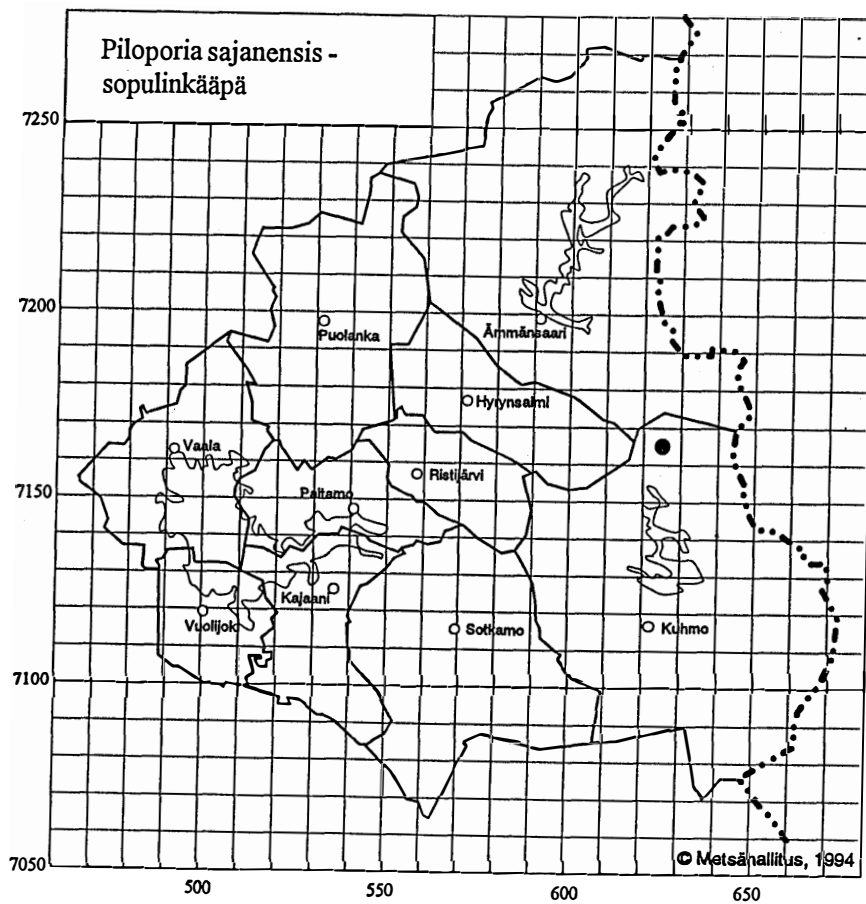 Piloporia sajanensis -
sopulinkääpä
7250
7200
Puolanka
Ämmänsaari
Hyrynsalmi
Vaala
Ristijärvi
7150
Paltamo
Kajaani
Vuolijok
Sotkamo
Kuhmo
7100
7050
© Metsähallitus, 1994
500
550
600
650